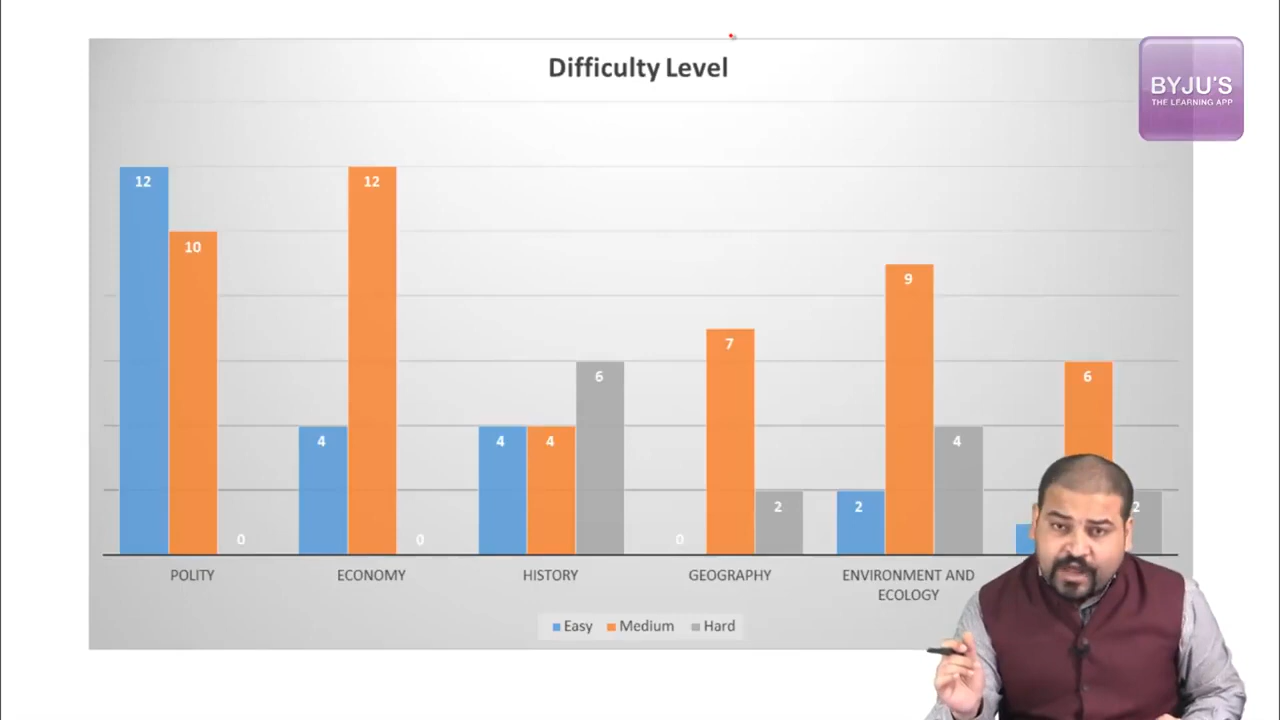 Difficulty Level
BYJU'S
THE LEARNING APP
12
10
0
4
12
0
4
4
6
0
7
2
2
9
4
6
2
POLITY
ECONOMY
HISTORY
GEOGRAPHY
ENVIRONMENT AND
ECOLOGY
Easy Medium Hard